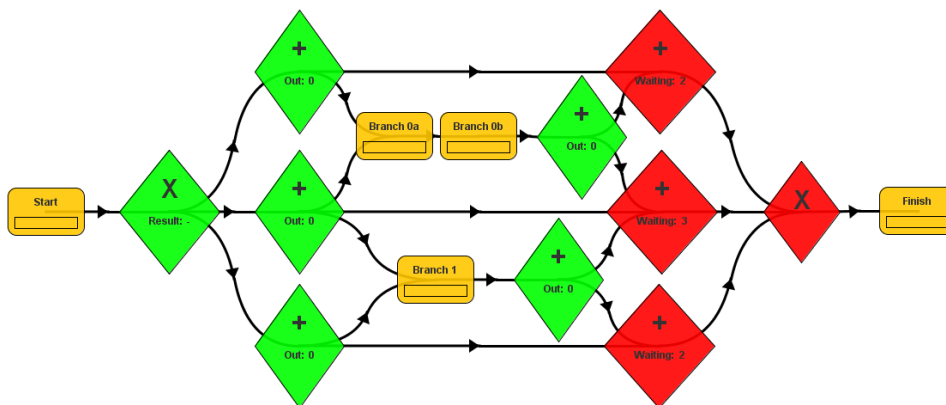 +
Out: 0
+
Waiting: 2
Branch 0a
Branch 0b
+
Out: 0
X
Result: -
Start
+
Out: 0
+
Waiting: 3
X
Finish
Branch 1
+
Out: 0
+
Out: 0
+
Waiting: 2